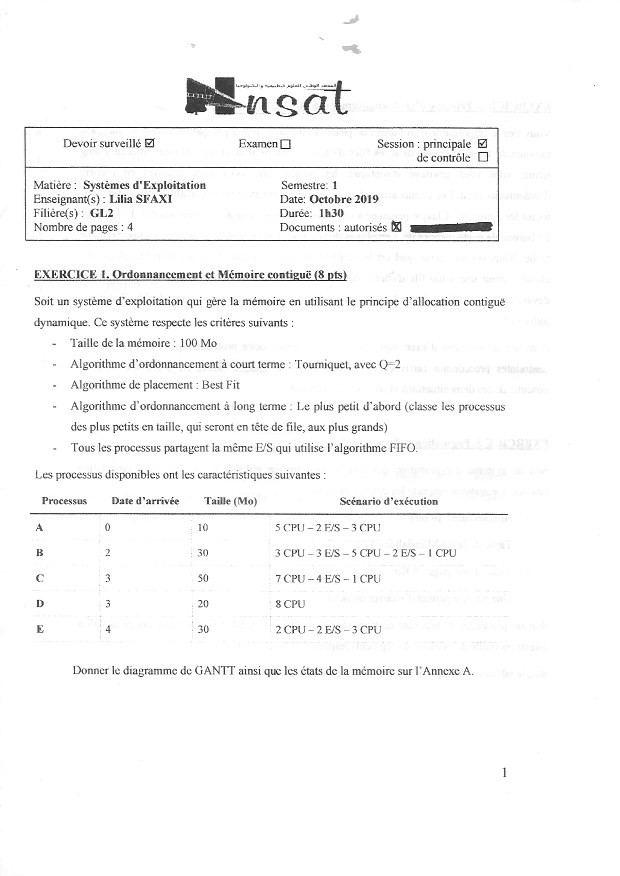 المعهد الوطني للعلوم التطبيقية و التكنولوجيا
nsat
Devoir surveillé ☑ Examen ☐ Session : principale ☑
de contrôle ☐
Matière : Systèmes d'Exploitation Semestre: 1
Enseignant(s) : Lilia SFAXI Date: Octobre 2019
Filière(s) : GL2 Durée: 1h30
Nombre de pages : 4 Documents : autorisés ☒
EXERCICE 1. Ordonnancement et Mémoire contiguë (8 pts)
Soit un système d'exploitation qui gère la mémoire en utilisant le principe d'allocation contiguë
dynamique. Ce système respecte les critères suivants :
- Taille de la mémoire : 100 Mo
- Algorithme d'ordonnancement à court terme : Tourniquet, avec Q=2
- Algorithme de placement : Best Fit
- Algorithme d'ordonnancement à long terme : Le plus petit d'abord (classe les processus
des plus petits en taille, qui seront en tête de file, aux plus grands)
- Tous les processus partagent la même E/S qui utilise l'algorithme FIFO.
Les processus disponibles ont les caractéristiques suivantes :
Processus Date d'arrivée Taille (Mo) Scénario d'exécution
A 0 10 5 CPU – 2 E/S – 3 CPU
B 2 30 3 CPU – 3 E/S – 5 CPU – 2 E/S – 1 CPU
C 3 50 7 CPU – 4 E/S – 1 CPU
D 3 20 8 CPU
E 4 30 2 CPU – 2 E/S – 3 CPU
Donner le diagramme de GANTT ainsi que les états de la mémoire sur l'Annexe A.
1